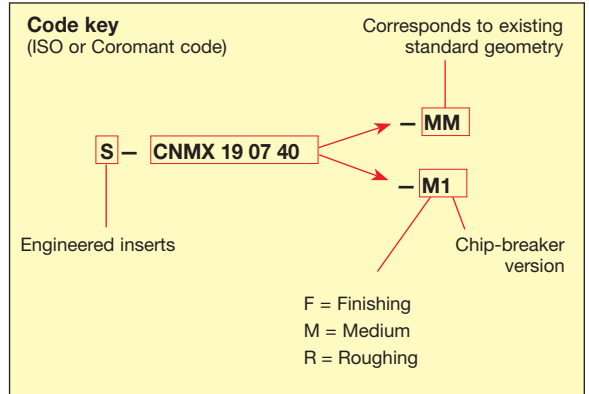 Code key
(ISO or Coromant code)
Corresponds to existing
standard geometry
– MM
S – CNMX 19 07 40
– M1
Engineered inserts
Chip-breaker
version
F = Finishing
M = Medium
R = Roughing